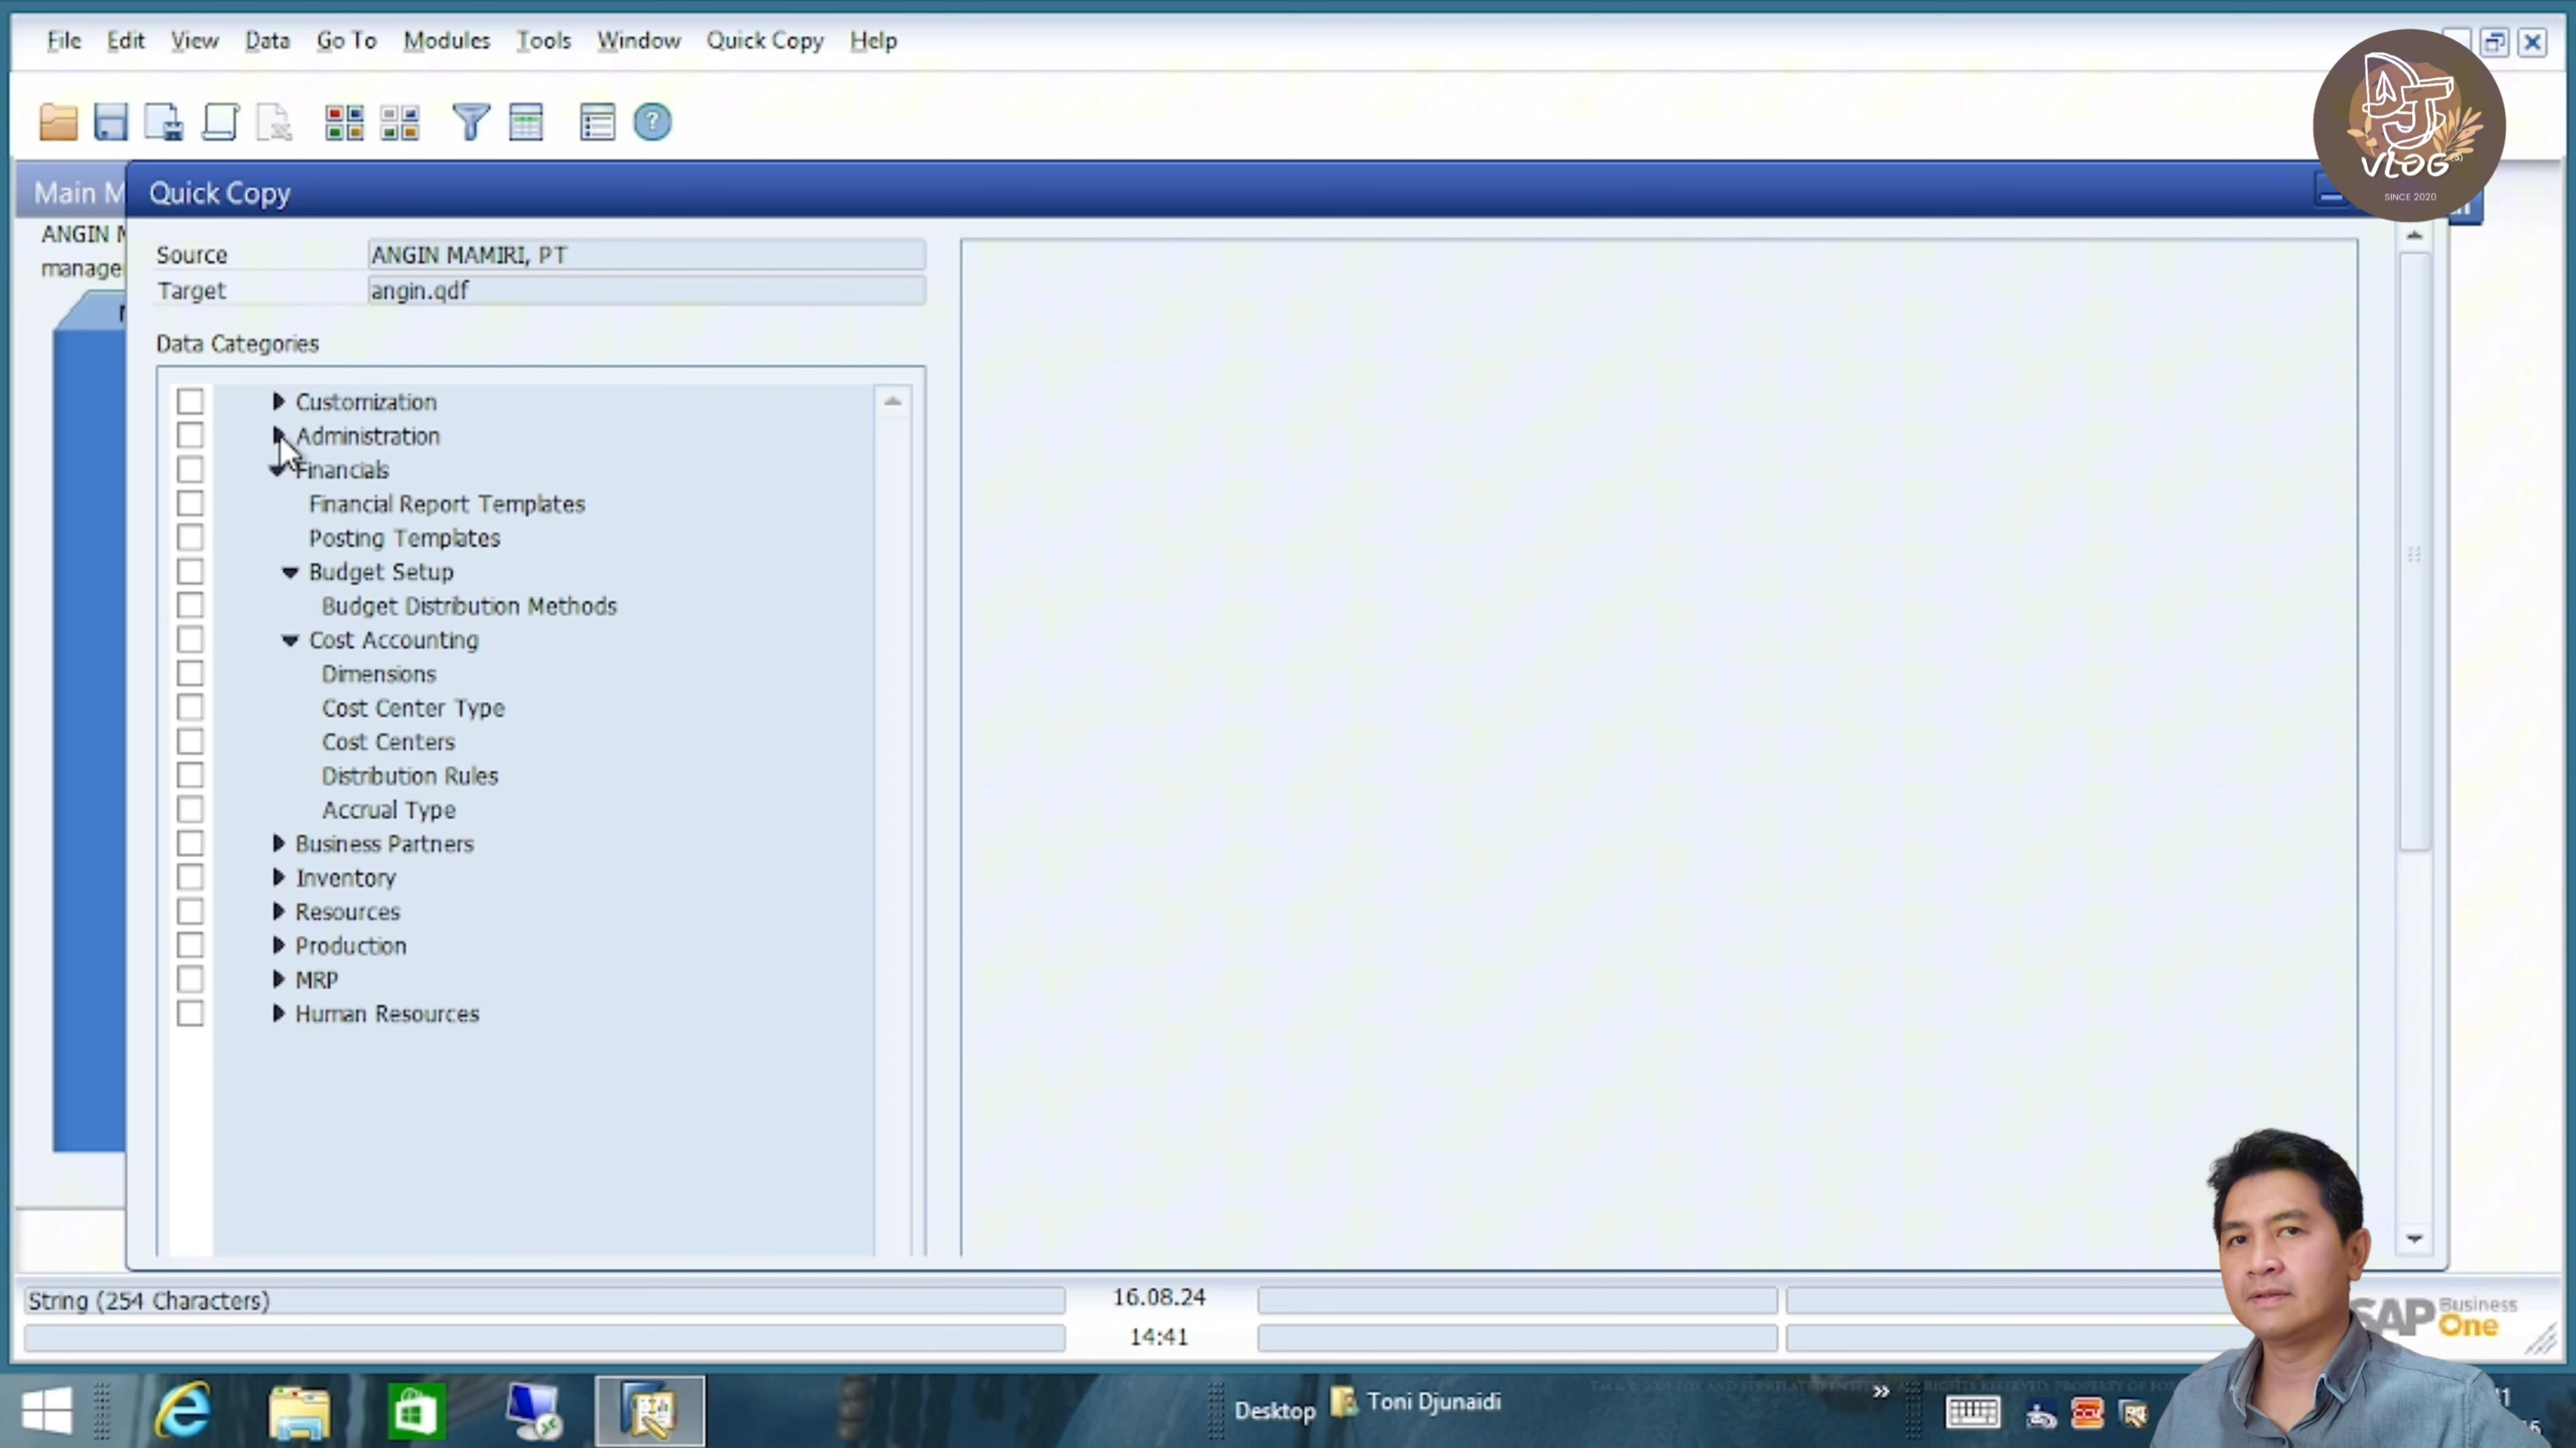 File Edit View Data Go To Modules Tools Window Quick Copy Help
DJ
VLOG
SINCE 2020
Main M
Quick Copy
ANGIN M
manage
Source ANGIN MAMIRI, PT
Target angin.qdf
Data Categories
Customization
Administration
Financials
Financial Report Templates
Posting Templates
Budget Setup
Budget Distribution Methods
Cost Accounting
Dimensions
Cost Center Type
Cost Centers
Distribution Rules
Accrual Type
Business Partners
Inventory
Resources
Production
MRP
Human Resources
String (254 Characters)
16.08.24
14:41
SAP Business One
Desktop Toni Djunaidi